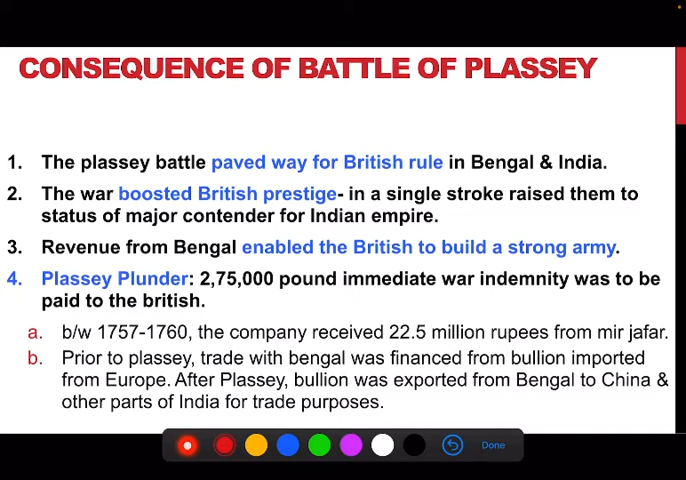 CONSEQUENCE OF BATTLE OF PLASSEY
1. The plassey battle paved way for British rule in Bengal & India.
2. The war boosted British prestige- in a single stroke raised them to
status of major contender for Indian empire.
3. Revenue from Bengal enabled the British to build a strong army.
4. Plassey Plunder: 2,75,000 pound immediate war indemnity was to be
paid to the british.
a. b/w 1757-1760, the company received 22.5 million rupees from mir jafar.
b. Prior to plassey, trade with bengal was financed from bullion imported
from Europe. After Plassey, bullion was exported from Bengal to China &
other parts of India for trade purposes.
Done